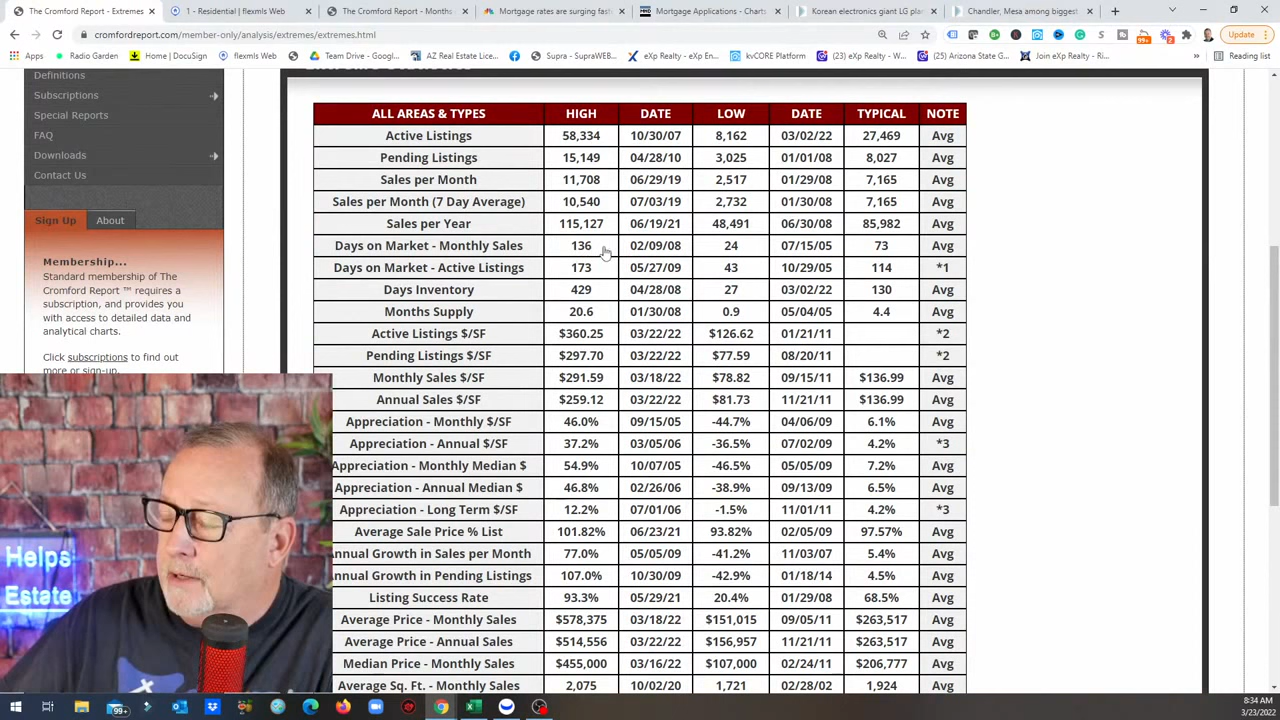 The Cromford Report - Extremes
1 - Residential | flexmls Web
The Cromford Report - Months
Mortgage rates are surging fast
Mortgage Applications - Charts
Korean electronics giant LG plan
Chandler, Mesa among biggest
cromfordreport.com/member-only/analysis/extremes/extremes.html
Update
Apps
Radio Garden
Home | DocuSign
flexmls Web
Team Drive - Google...
AZ Estate Lice...
Supra - SupraWEB...
eXp Realty - eXp En...
kvCORE Platform
(23) eXp Realty - W...
(25) Arizona State G...
Join eXp Realty - Ri...
Reading list
Definitions
Subscriptions
Special Reports
FAQ
Downloads
Contact Us
Sign Up About
Membership...
Standard membership of The
Cromford Report ™ requires a
subscription, and provides you
with access to detailed data and
analytical charts.
Click subscriptions to find out
more or sign-up.
ALL AREAS & TYPES HIGH DATE LOW DATE TYPICAL NOTE
Active Listings 58,334 10/30/07 8,162 03/02/22 27,469 Avg
Pending Listings 15,149 04/28/10 3,025 01/01/08 8,027 Avg
Sales per Month 11,708 06/29/19 2,517 01/29/08 7,165 Avg
Sales per Month (7 Day Average) 10,540 07/03/19 2,732 01/30/08 7,165 Avg
Sales per Year 115,127 06/19/21 48,491 06/30/08 85,982 Avg
Days on Market - Monthly Sales 136 02/09/08 24 07/15/05 73 Avg
Days on Market - Active Listings 173 05/27/09 43 10/29/05 114 *1
Days Inventory 429 04/28/08 27 03/02/22 130 Avg
Months Supply 20.6 01/30/08 0.9 05/04/05 4.4 Avg
Active Listings $/SF $360.25 03/22/22 $126.62 01/21/11 *2
Pending Listings $/SF $297.70 03/22/22 $77.59 08/20/11 *2
Monthly Sales $/SF $291.59 03/18/22 $78.82 09/15/11 $136.99 Avg
Annual Sales $/SF $259.12 03/22/22 $81.73 11/21/11 $136.99 Avg
Appreciation - Monthly $/SF 46.0% 09/15/05 -44.7% 04/06/09 6.1% Avg
Appreciation - Annual $/SF 37.2% 03/05/06 -36.5% 07/02/09 4.2% *3
Appreciation - Monthly Median $ 54.9% 10/07/05 -46.5% 05/05/09 7.2% Avg
Appreciation - Annual Median $ 46.8% 02/26/06 -38.9% 09/13/09 6.5% Avg
Appreciation - Long Term $/SF 12.2% 07/01/06 -1.5% 11/01/11 4.2% *3
Average Sale Price % List 101.82% 06/23/21 93.82% 02/05/09 97.57% Avg
nnual Growth in Sales per Month 77.0% 05/05/09 -41.2% 11/03/07 5.4% Avg
nnual Growth in Pending Listings 107.0% 10/30/09 -42.9% 01/18/14 4.5% Avg
Listing Success Rate 93.3% 05/29/21 20.4% 01/29/08 68.5% Avg
Average Price - Monthly Sales $578,375 03/18/22 $151,015 09/05/11 $263,517 Avg
Average Price - Annual Sales $514,556 03/22/22 $156,957 11/21/11 $263,517 Avg
Median Price - Monthly Sales $455,000 03/16/22 $107,000 02/24/11 $206,777 Avg
Average Sq. Ft. - Monthly Sales 2,075 10/02/20 1,721 02/28/02 1,924 Avg
Helps
Estate
99+
8:34 AM
3/23/2022